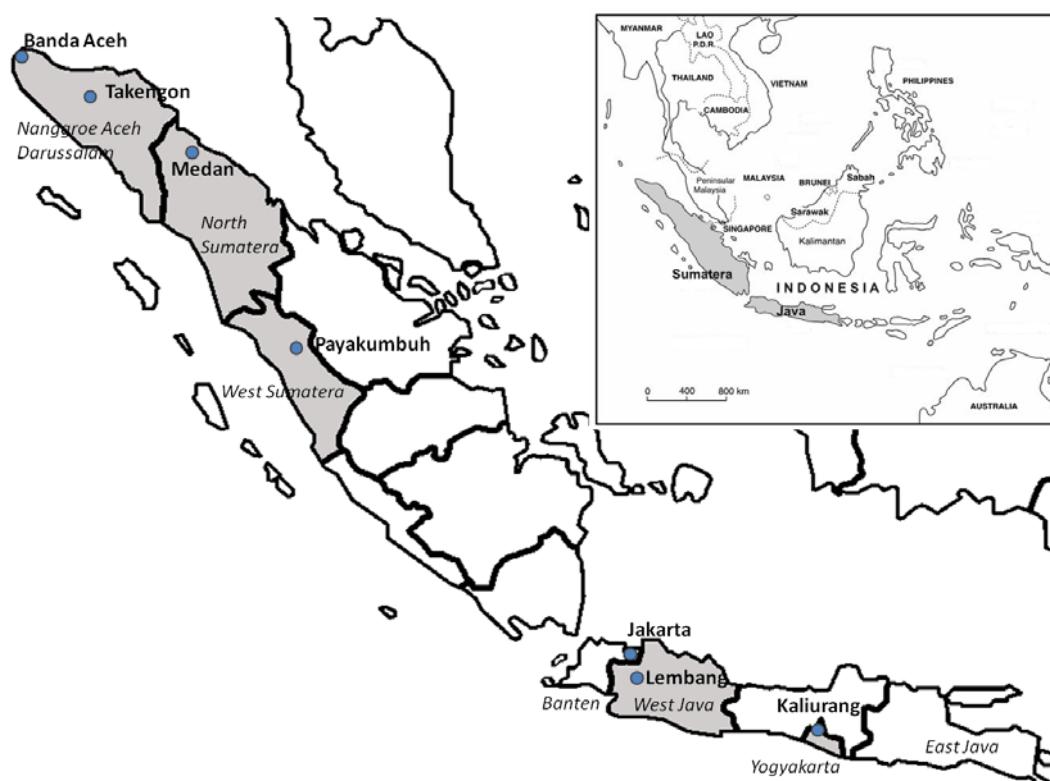 Banda Aceh
Takengon
Nanggroe Aceh
Darussalam
Medan
North
Sumatera
Payakumbuh
West Sumatera
Jakarta
Lembang
Banten
West Java
Kaliurang
Yogyakarta
East Java
MYANMAR
LAO
P.D.R.
THAILAND
VIETNAM
CAMBODIA
PHILIPPINES
Peninsular
Malaysia
MALAYSIA
BRUNEI
Sabah
Sarawak
SINGAPORE
Kalimantan
Sumatera
INDONESIA
Java
0 400 800 km
AUSTRALIA